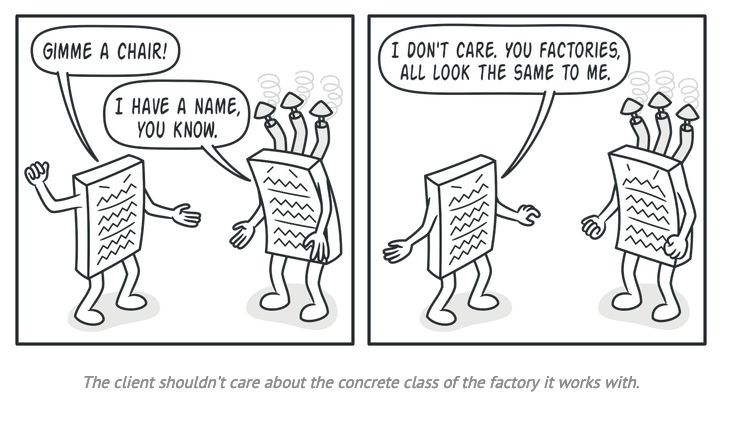 GIMME A CHAIR!
I HAVE A NAME,
YOU KNOW.
I DON'T CARE. YOU FACTORIES,
ALL LOOK THE SAME TO ME.
The client shouldn't care about the concrete class of the factory it works with.